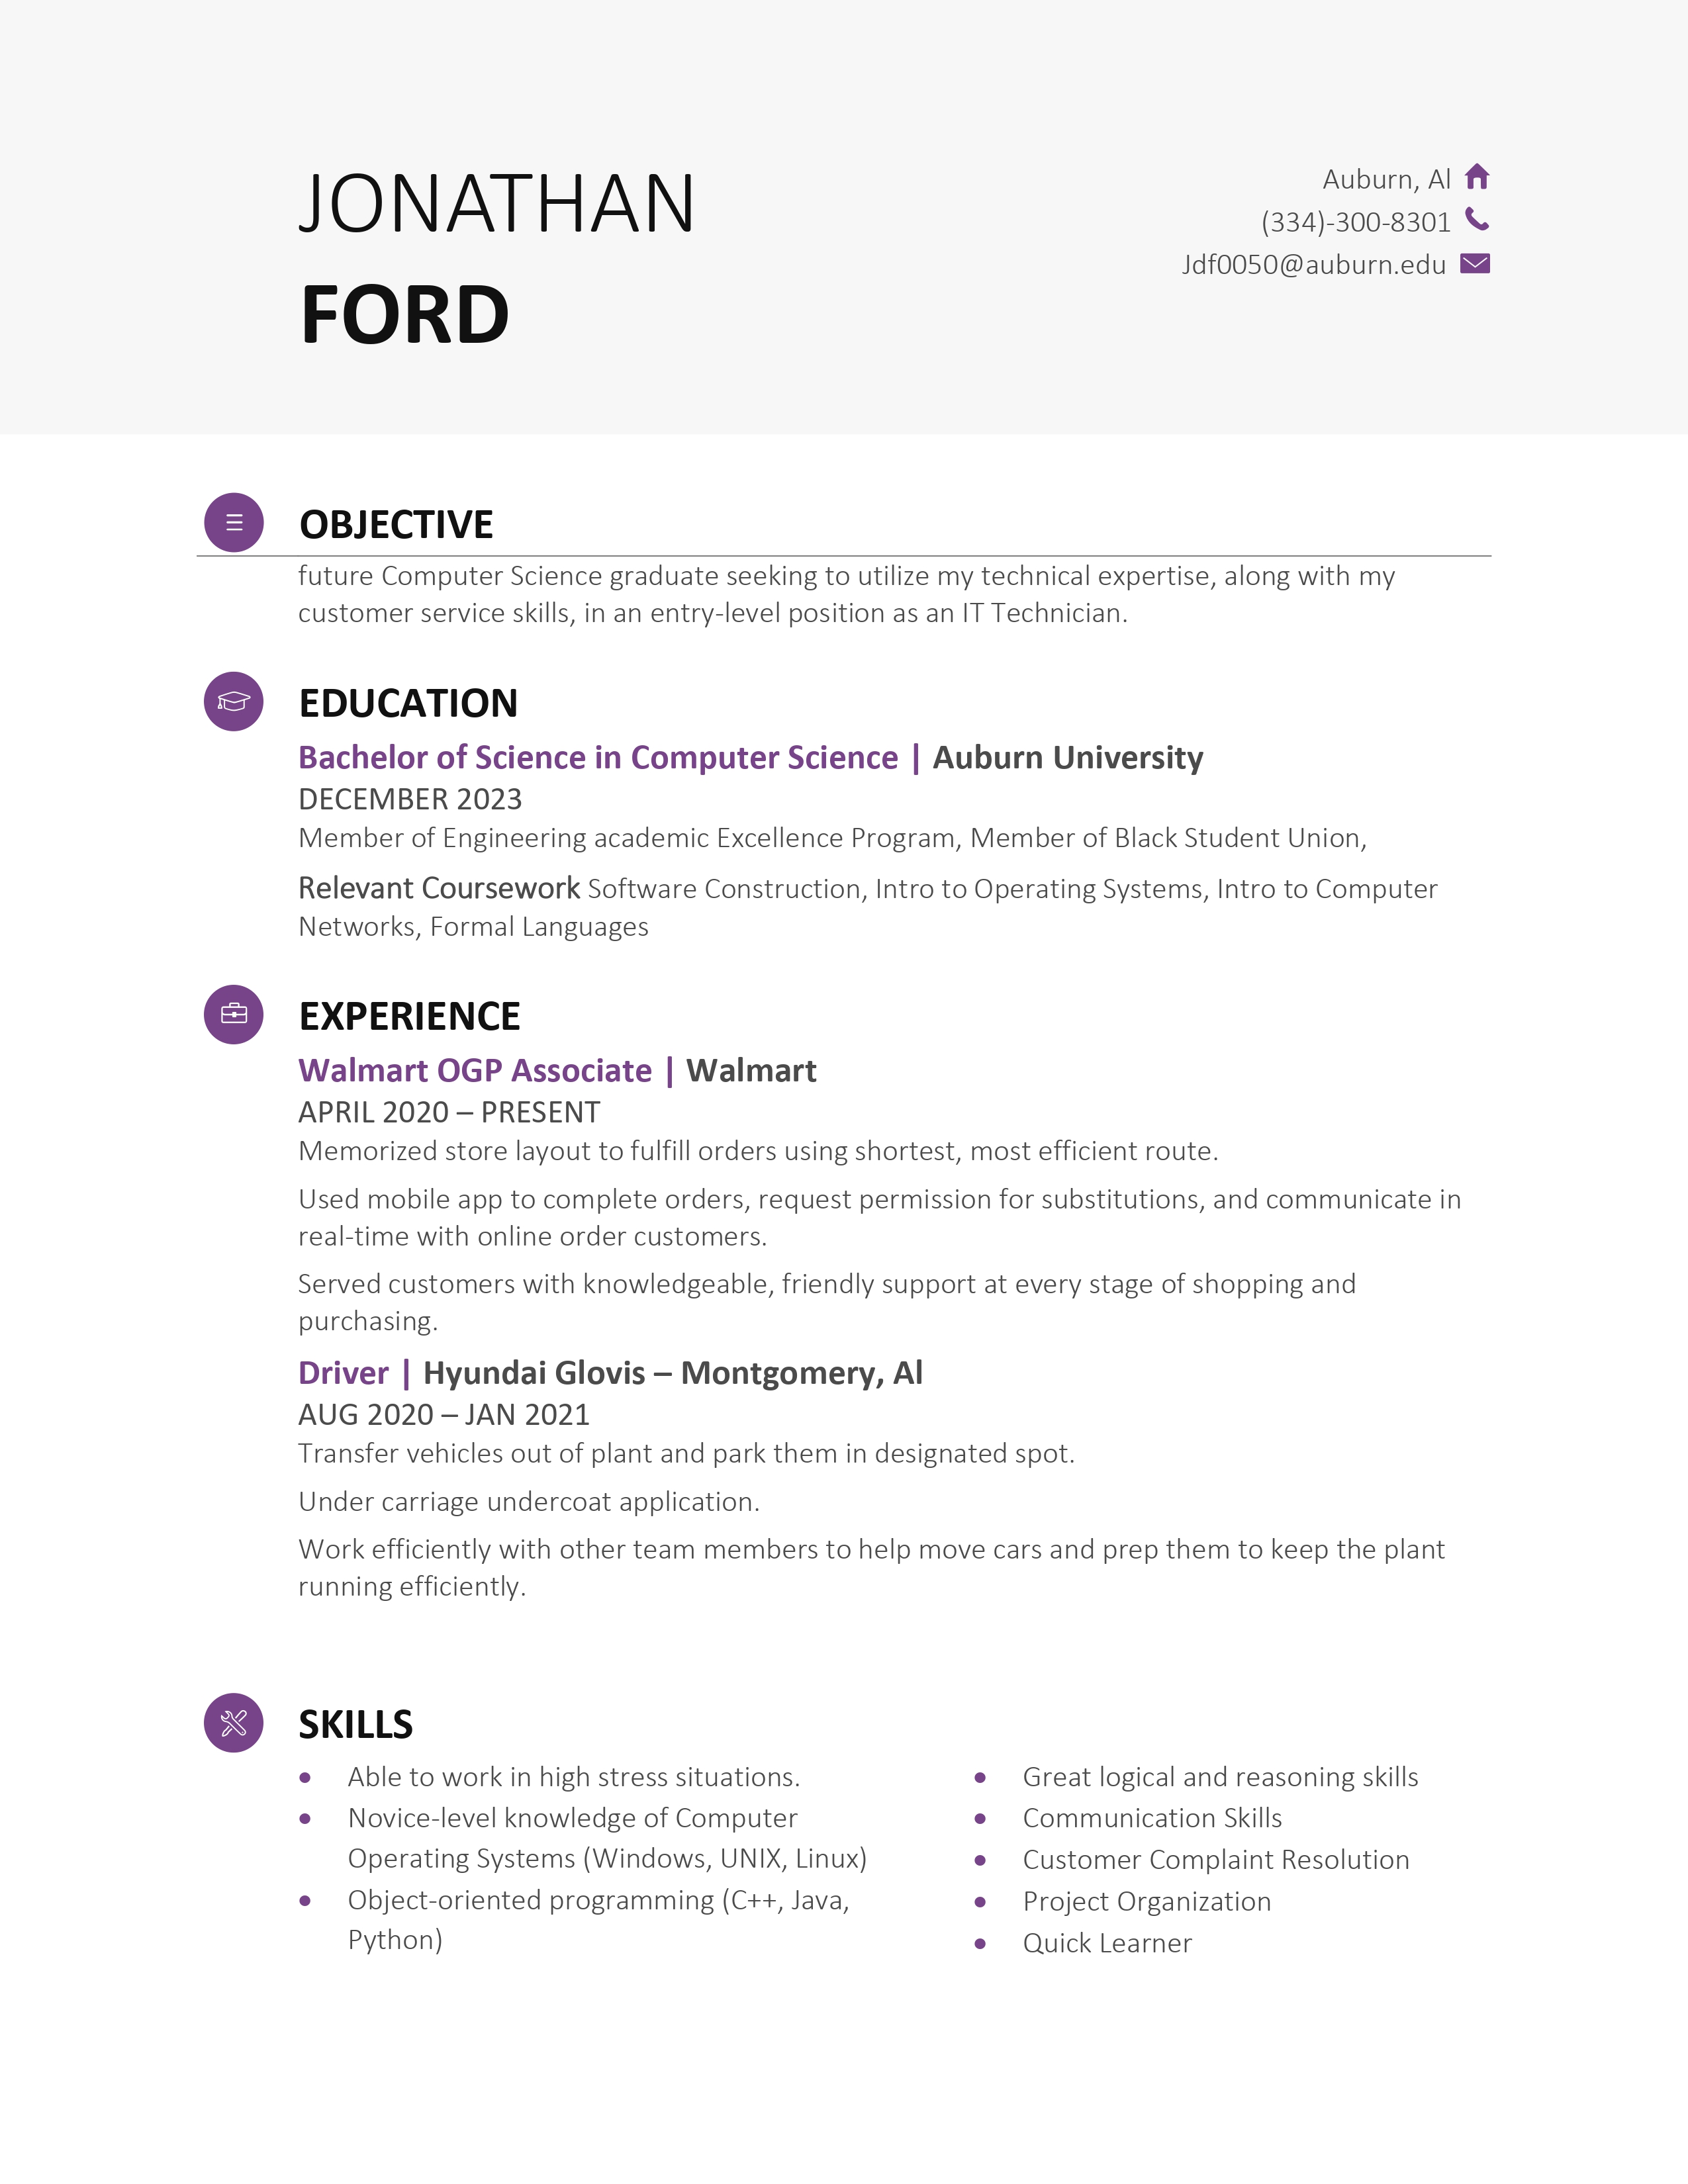 JONATHAN
FORD
Auburn, Al
(334)-300-8301
Jdf0050@auburn.edu
OBJECTIVE
future Computer Science graduate seeking to utilize my technical expertise, along with my
customer service skills, in an entry-level position as an IT Technician.
EDUCATION
Bachelor of Science in Computer Science | Auburn University
DECEMBER 2023
Member of Engineering academic Excellence Program, Member of Black Student Union,
Relevant Coursework Software Construction, Intro to Operating Systems, Intro to Computer
Networks, Formal Languages
EXPERIENCE
Walmart OGP Associate | Walmart
APRIL 2020 – PRESENT
Memorized store layout to fulfill orders using shortest, most efficient route.
Used mobile app to complete orders, request permission for substitutions, and communicate in
real-time with online order customers.
Served customers with knowledgeable, friendly support at every stage of shopping and
purchasing.
Driver | Hyundai Glovis – Montgomery, Al
AUG 2020 – JAN 2021
Transfer vehicles out of plant and park them in designated spot.
Under carriage undercoat application.
Work efficiently with other team members to help move cars and prep them to keep the plant
running efficiently.
SKILLS
• Able to work in high stress situations.
• Novice-level knowledge of Computer
Operating Systems (Windows, UNIX, Linux)
• Object-oriented programming (C++, Java,
Python)
• Great logical and reasoning skills
• Communication Skills
• Customer Complaint Resolution
• Project Organization
• Quick Learner